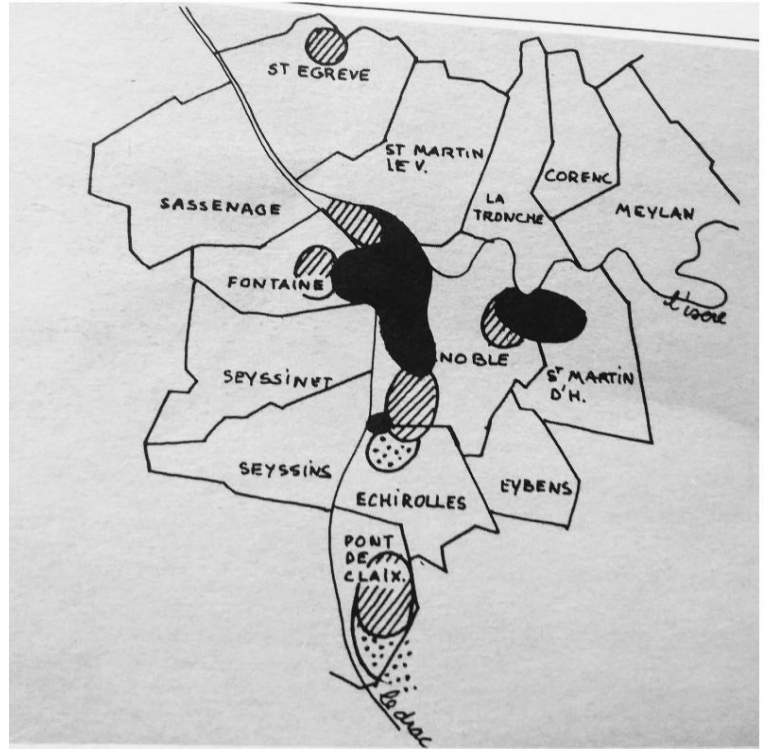 ST EGREVE
ST MARTIN
LE V.
CORENC
LA
TRONCHE
MEYLAN
SASSENAGE
FONTAINE
l'isère
NOBLE
SEYSSINET
ST MARTIN
D'H.
SEYSSINS
EYBENS
ECHIROLLES
PONT
DE
CLAIX.
le drac